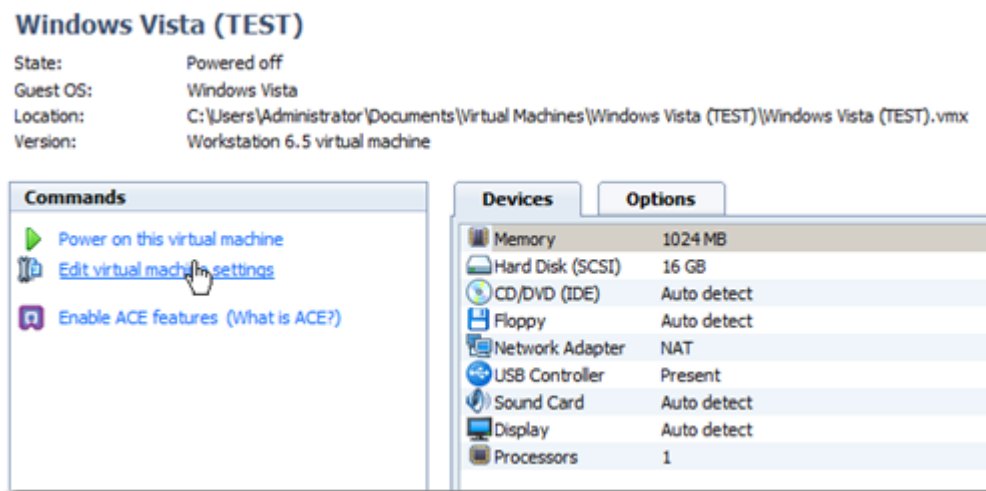 Windows Vista (TEST)
State: Powered off
Guest OS: Windows Vista
Location: C:\Users\Administrator\Documents\Virtual Machines\Windows Vista (TEST)\Windows Vista (TEST).vmx
Version: Workstation 6.5 virtual machine
Commands
Power on this virtual machine
Edit virtual machine settings
Enable ACE features (What is ACE?)
Devices Options
Memory 1024 MB
Hard Disk (SCSI) 16 GB
CD/DVD (IDE) Auto detect
Floppy Auto detect
Network Adapter NAT
USB Controller Present
Sound Card Auto detect
Display Auto detect
Processors 1